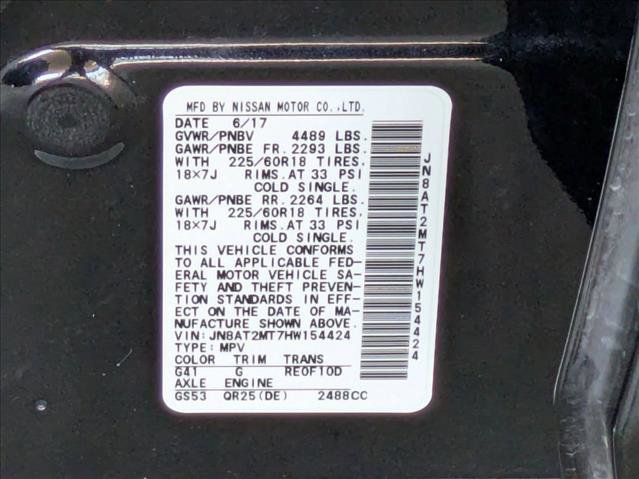 MFD BY NISSAN MOTOR CO.,LTD.
DATE 6/17
GVWR/PNBV 4489 LBS.
GAWR/PNBE FR. 2293 LBS.
WITH 225/60R18 TIRES.
18×7J RIMS.AT 33 PSI
COLD SINGLE.
GAWR/PNBE RR. 2264 LBS.
WITH 225/60R18 TIRES.
18×7J RIMS.AT 33 PSI
COLD SINGLE.
THIS VEHICLE CONFORMS
TO ALL APPLICABLE FED-
ERAL MOTOR VEHICLE SA-
FETY AND THEFT PREVEN-
TION STANDARDS IN EFF-
ECT ON THE DATE OF MA-
NUFACTURE SHOWN ABOVE.
VIN:JN8AT2MT7HW154424
TYPE:MPV
COLOR TRIM TRANS
G41 G RE0F10D
AXLE ENGINE
GS53 QR25(DE) 2488CC
JN8AT2MT7HW154424